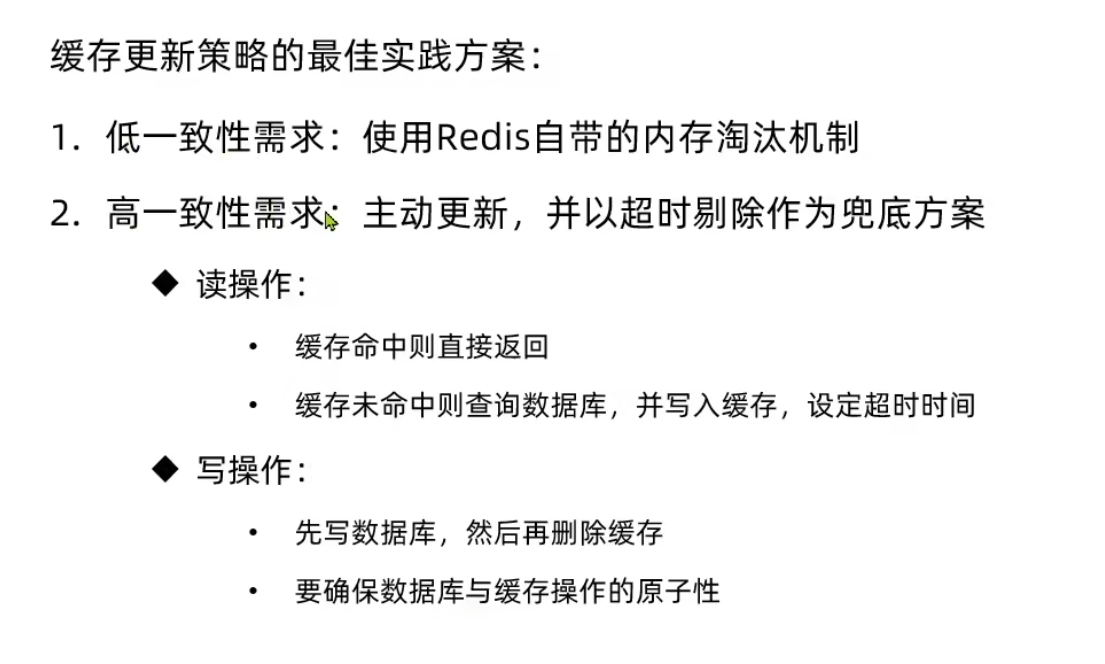 缓存更新策略的最佳实践方案：
1. 低一致性需求：使用Redis自带的内存淘汰机制
2. 高一致性需求：主动更新，并以超时剔除作为兜底方案
◆ 读操作：
• 缓存命中则直接返回
• 缓存未命中则查询数据库，并写入缓存，设定超时时间
◆ 写操作：
• 先写数据库，然后再删除缓存
• 要确保数据库与缓存操作的原子性